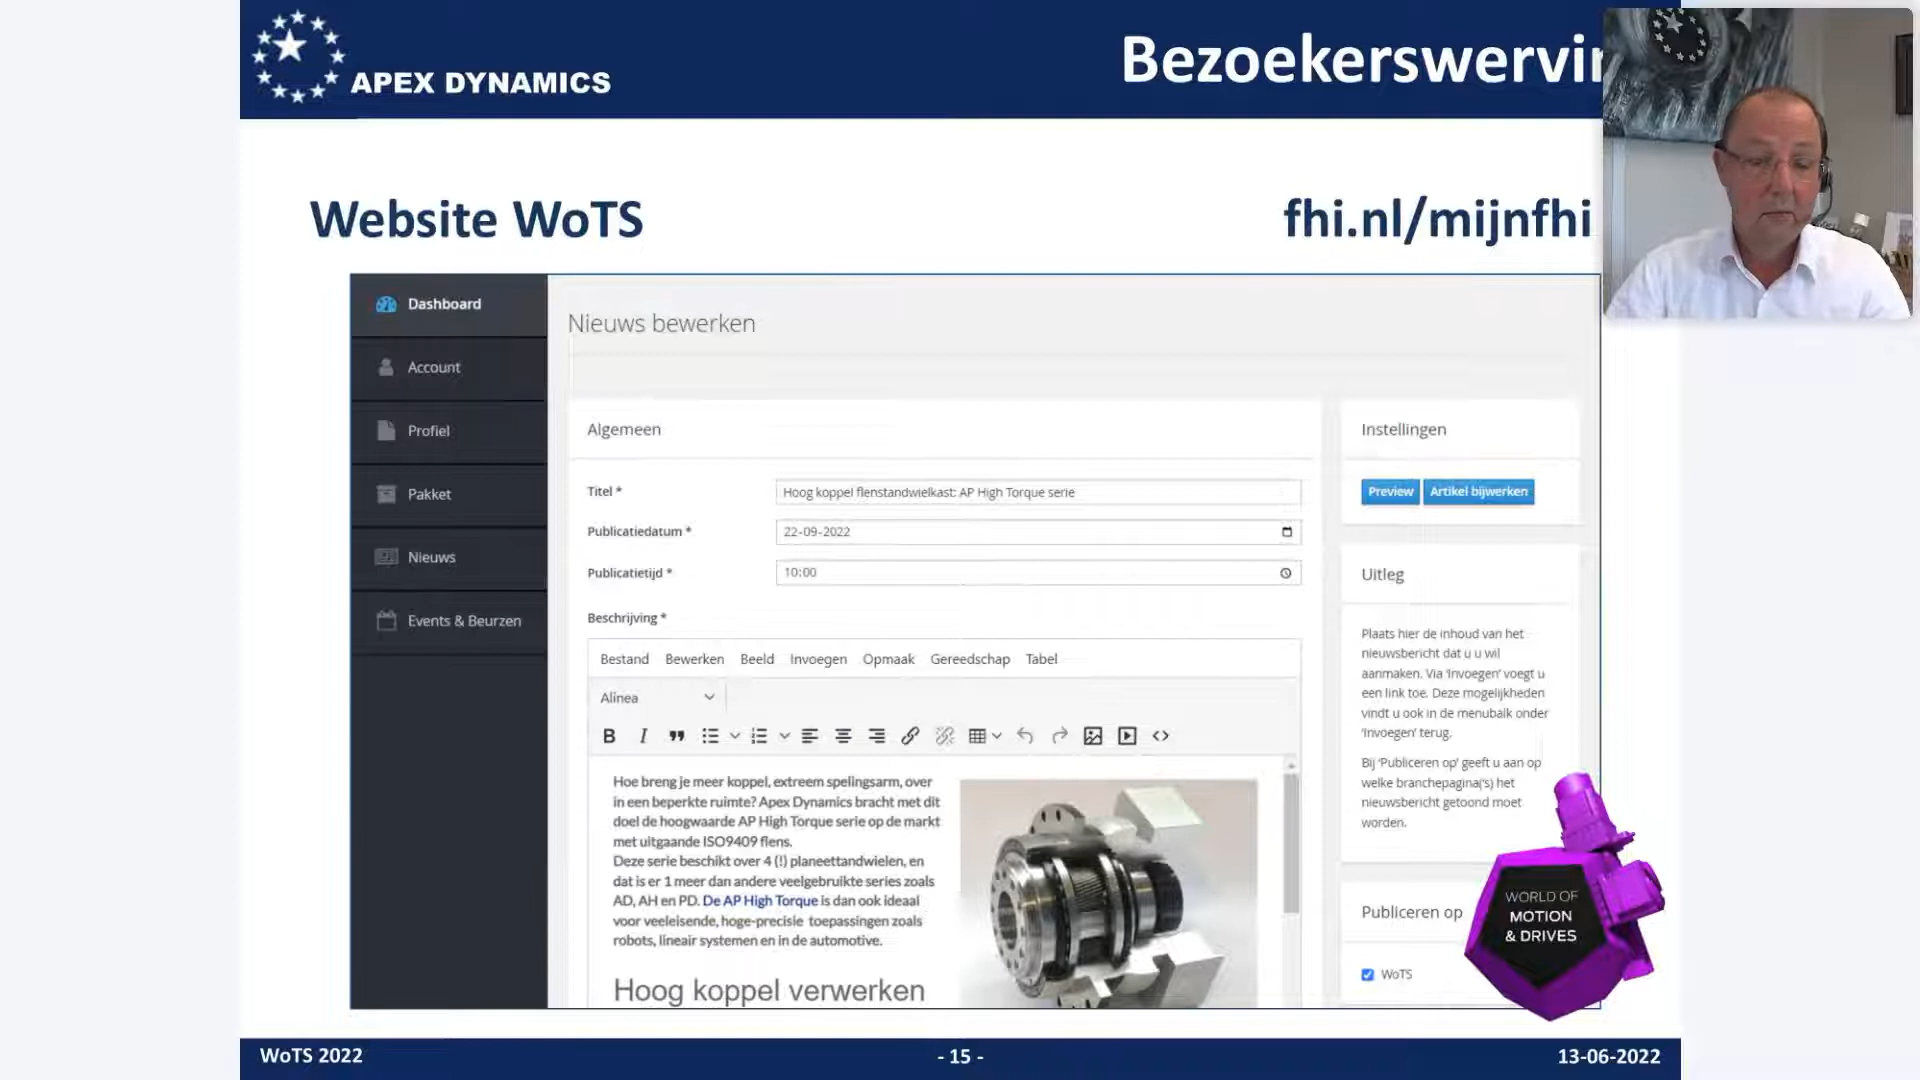 APEX DYNAMICS
Bezoekerswervin
Website WoTS
fhi.nl/mijnfhi
Dashboard
Account
Profiel
Pakket
Nieuws
Events & Beurzen
Nieuws bewerken
Algemeen
Titel *
Hoog koppel flenstandwielkast: AP High Torque serie
Publicatiedatum *
22-09-2022
Publicatietijd *
10:00
Beschrijving *
Bestand Bewerken Beeld Invoegen Opmaak Gereedschap Tabel
Alinea
Hoe breng je meer koppel, extreem spelingsarm, over
in een beperkte ruimte? Apex Dynamics bracht met dit
doel de hoogwaarde AP High Torque serie op de markt
met uitgaande ISO9409 flens.
Deze serie beschikt over 4 (!) planeettandwielen, en
dat is er 1 meer dan andere veelgebruikte series zoals
AD, AH en PD. De AP High Torque is dan ook ideaal
voor veeleisende, hoge-precisie toepassingen zoals
robots, lineair systemen en in de automotive.
Hoog koppel verwerken
Instellingen
Preview Artikel bijwerken
Uitleg
Plaats hier de inhoud van het
nieuwsbericht dat u u wil
aanmaken. Via 'Invoegen' voegt u
een link toe. Deze mogelijkheden
vindt u ook in de menubalk onder
'Invoegen' terug.
Bij 'Publiceren op' geeft u aan op
welke branchepagina('s) het
nieuwsbericht getoond moet
worden.
Publiceren op
WoTS
WORLD OF
MOTION
& DRIVES
WoTS 2022
- 15 -
13-06-2022